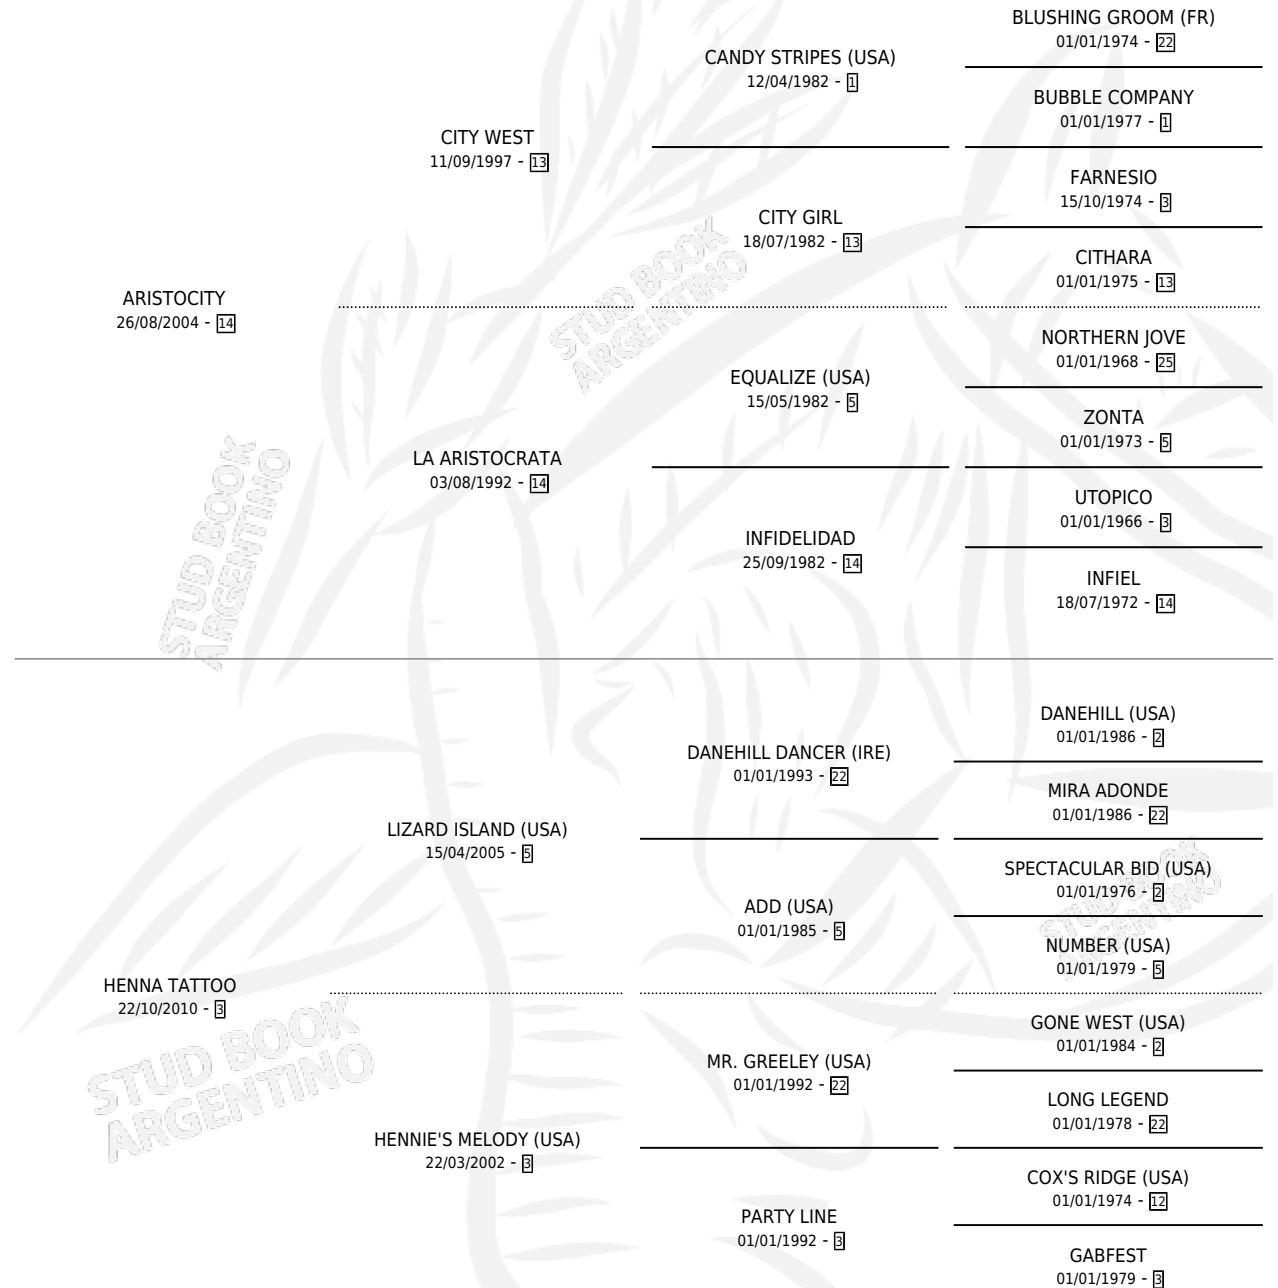 BLUSHING GROOM (FR)
01/01/1974 - 22
CANDY STRIPES (USA)
12/04/1982 - 1
BUBBLE COMPANY
01/01/1977 - 1
CITY WEST
11/09/1997 - 13
FARNESIO
15/10/1974 - 3
CITY GIRL
18/07/1982 - 13
CITHARA
01/01/1975 - 13
ARISTOCITY
26/08/2004 - 14
NORTHERN JOVE
01/01/1968 - 25
EQUALIZE (USA)
15/05/1982 - 5
ZONTA
01/01/1973 - 5
LA ARISTOCRATA
03/08/1992 - 14
UTOPICO
01/01/1966 - 3
INFIDELIDAD
25/09/1982 - 14
INFIEL
18/07/1972 - 14
DANEHILL (USA)
01/01/1986 - 2
DANEHILL DANCER (IRE)
01/01/1993 - 22
MIRA ADONDE
01/01/1986 - 22
LIZARD ISLAND (USA)
15/04/2005 - 5
SPECTACULAR BID (USA)
01/01/1976 - 2
ADD (USA)
01/01/1985 - 5
NUMBER (USA)
01/01/1979 - 5
HENNA TATTOO
22/10/2010 - 3
GONE WEST (USA)
01/01/1984 - 2
MR. GREELEY (USA)
01/01/1992 - 22
LONG LEGEND
01/01/1978 - 22
HENNIE'S MELODY (USA)
22/03/2002 - 3
COX'S RIDGE (USA)
01/01/1974 - 12
PARTY LINE
01/01/1992 - 3
GABFEST
01/01/1979 - 3
STUD BOOK
ARGENTINO
STUD BOOK
ARGENTINO
STUD BOOK
ARGENTINO
STUD BOOK
ARGENTINO